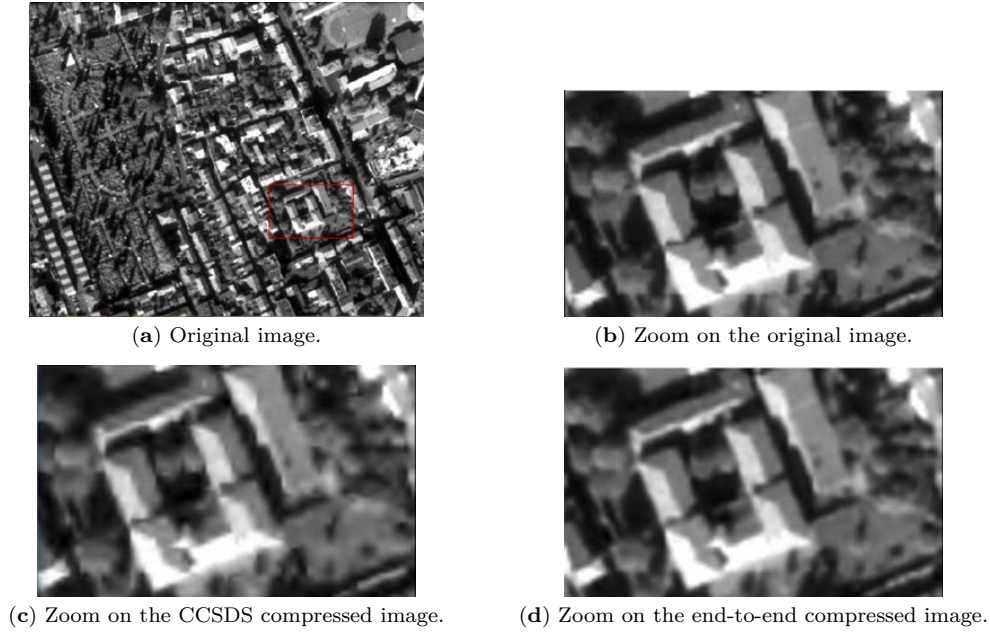 (a) Original image.
(b) Zoom on the original image.
(c) Zoom on the CCSDS compressed image.
(d) Zoom on the end-to-end compressed image.